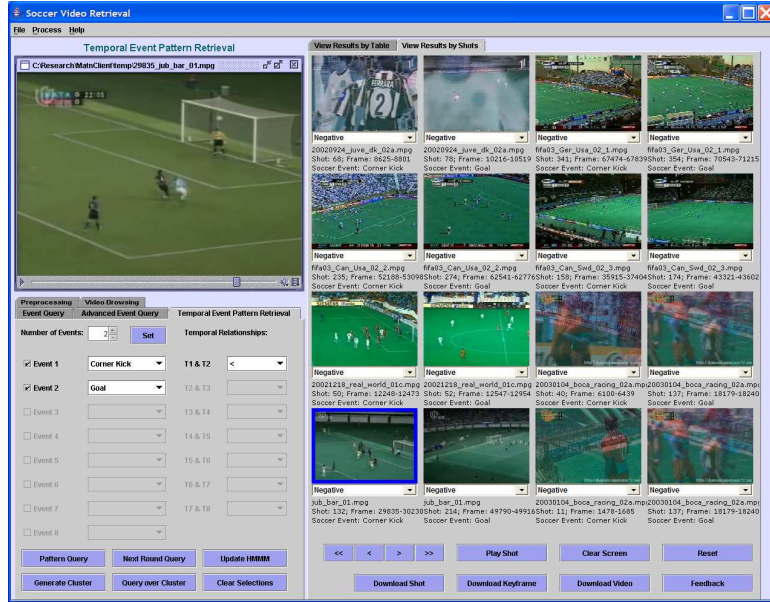 Soccer Video Retrieval
File Process Help
Temporal Event Pattern Retrieval
C:\Research\MatnClient\temp\29835_jub_bar_01.mpg
22:05
Preprocessing Video Browsing
Event Query Advanced Event Query Temporal Event Pattern Retrieval
Number of Events: 2 Set Temporal Relationships:
Event 1 Corner Kick T1 & T2 <
Event 2 Goal T2 & T3
Event 3 T3 & T4
Event 4 T4 & T5
Event 5 T5 & T6
Event 6 T6 & T7
Event 7 T7 & T8
Event 8
Pattern Query Next Round Query Update HMMM
Generate Cluster Query over Cluster Clear Selections
View Results by Table View Results by Shots
FERRARA
2
Negative Negative Negative Negative
20020924_juve_dk_02a.mpg 20020924_juve_dk_02a.mpg fifa03_Ger_Usa_02_1.mpg fifa03_Ger_Usa_02_1.mpg
Shot: 68; Frame: 8625-8801 Shot: 78; Frame: 10216-10519 Shot: 341; Frame: 67474-67839 Shot: 354; Frame: 70543-71215
Soccer Event: Corner Kick Soccer Event: Goal Soccer Event: Corner Kick Soccer Event: Goal
Negative Negative Negative Negative
fifa03_Can_Usa_02_2.mpg fifa03_Can_Usa_02_2.mpg fifa03_Can_Swd_02_3.mpg fifa03_Can_Swd_02_3.mpg
Shot: 235; Frame: 52188-53098 Shot: 274; Frame: 62541-62776 Shot: 158; Frame: 35915-37404 Shot: 174; Frame: 43321-43602
Soccer Event: Corner Kick Soccer Event: Goal Soccer Event: Corner Kick Soccer Event: Goal
Negative Negative Negative Negative
20021218_real_world_01c.mpg 20021218_real_world_01c.mpg 20030104_boca_racing_02a.mp 20030104_boca_racing_02a.mp
Shot: 50; Frame: 12248-12473 Shot: 52; Frame: 12547-12954 Shot: 40; Frame: 6100-6439 Shot: 137; Frame: 18179-18240
Soccer Event: Corner Kick Soccer Event: Goal Soccer Event: Corner Kick Soccer Event: Goal
Negative Negative Negative Negative
jub_bar_01.mpg jub_bar_01.mpg 20030104_boca_racing_02a.mp 20030104_boca_racing_02a.mp
Shot: 132; Frame: 29835-30230 Shot: 214; Frame: 49790-49916 Shot: 11; Frame: 1478-1685 Shot: 137; Frame: 18179-18240
Soccer Event: Corner Kick Soccer Event: Goal Soccer Event: Corner Kick Soccer Event: Goal
<< < > >> Play Shot Clear Screen Reset
Download Shot Download Keyframe Download Video Feedback